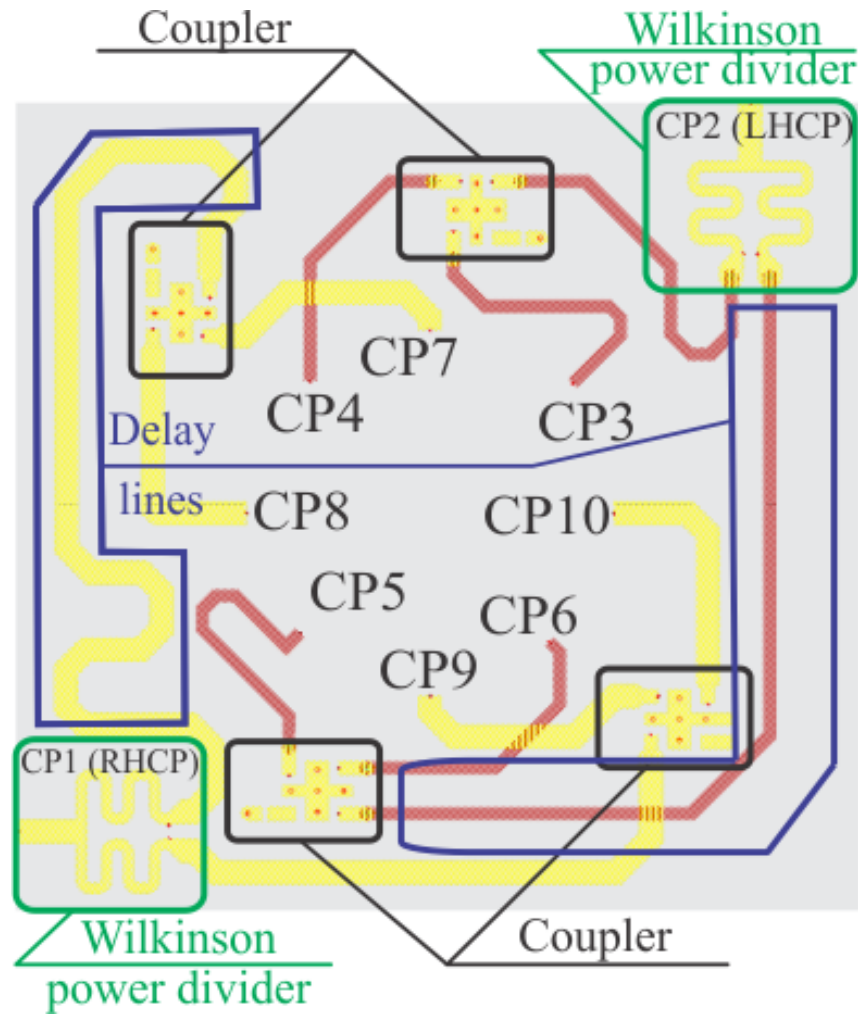 Coupler
Wilkinson
power divider
CP2 (LHCP)
CP7
CP4
CP3
Delay
lines
CP8
CP10
CP5
CP6
CP9
CP1 (RHCP)
Wilkinson
power divider
Coupler